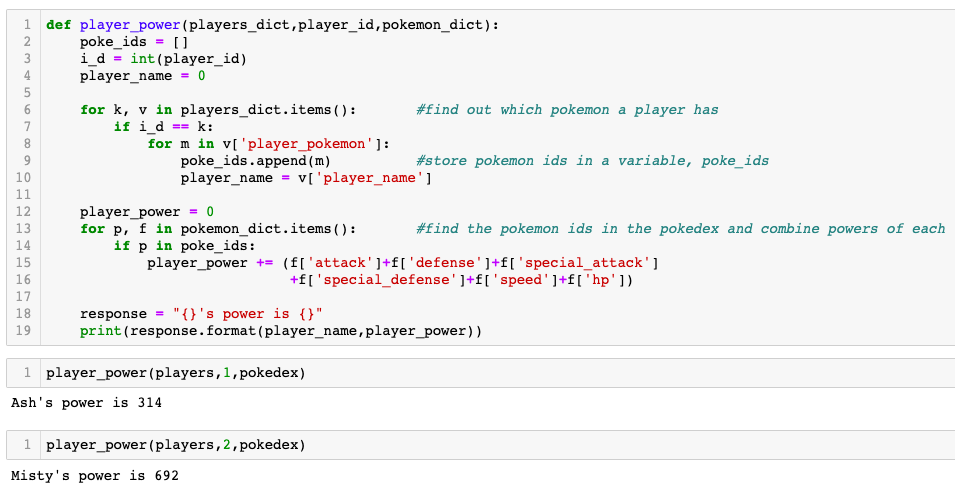 1 def player_power(players_dict,player_id,pokemon_dict):
2     poke_ids = []
3     i_d = int(player_id)
4     player_name = 0
5
6     for k, v in players_dict.items():       #find out which pokemon a player has
7         if i_d == k:
8             for m in v['player_pokemon']:
9                 poke_ids.append(m)          #store pokemon ids in a variable, poke_ids
10                 player_name = v['player_name']
11
12     player_power = 0
13     for p, f in pokemon_dict.items():       #find the pokemon ids in the pokedex and combine powers of each
14         if p in poke_ids:
15             player_power += (f['attack']+f['defense']+f['special_attack']
16                              +f['special_defense']+f['speed']+f['hp'])
17
18     response = "{}'s power is {}"
19     print(response.format(player_name,player_power))
1 player_power(players,1,pokedex)
Ash's power is 314
1 player_power(players,2,pokedex)
Misty's power is 692